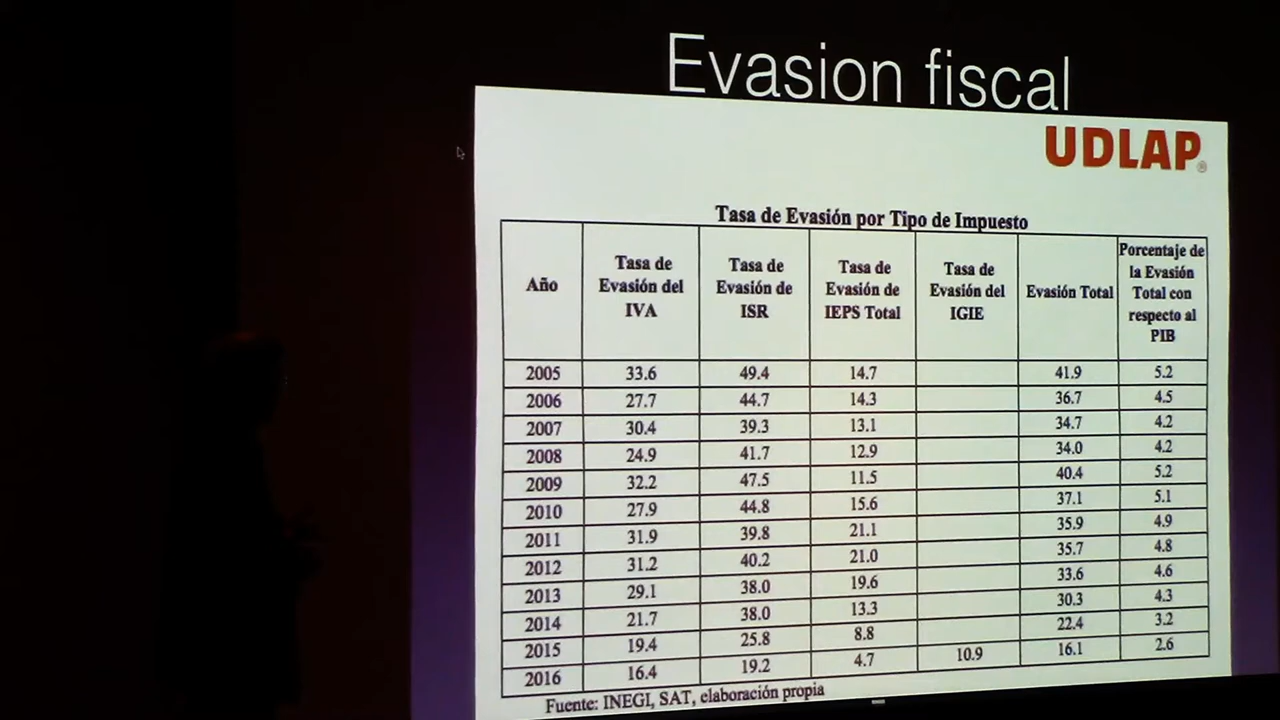 Evasion fiscal
UDLAP®
Tasa de Evasión por Tipo de Impuesto
Año
Tasa de
Evasión del
IVA
Tasa de
Evasión de
ISR
Tasa de
Evasión de
IEPS Total
Tasa de
Evasión del
IGIE
Evasión Total
Porcentaje de
la Evasión
Total con
respecto al
PIB
2005 33.6 49.4 14.7 41.9 5.2
2006 27.7 44.7 14.3 36.7 4.5
2007 30.4 39.3 13.1 34.7 4.2
2008 24.9 41.7 12.9 34.0 4.2
2009 32.2 47.5 11.5 40.4 5.2
2010 27.9 44.8 15.6 37.1 5.1
2011 31.9 39.8 21.1 35.9 4.9
2012 31.2 40.2 21.0 35.7 4.8
2013 29.1 38.0 19.6 33.6 4.6
2014 21.7 38.0 13.3 30.3 4.3
2015 19.4 25.8 8.8 22.4 3.2
2016 16.4 19.2 4.7 10.9 16.1 2.6
Fuente: INEGI, SAT, elaboración propia